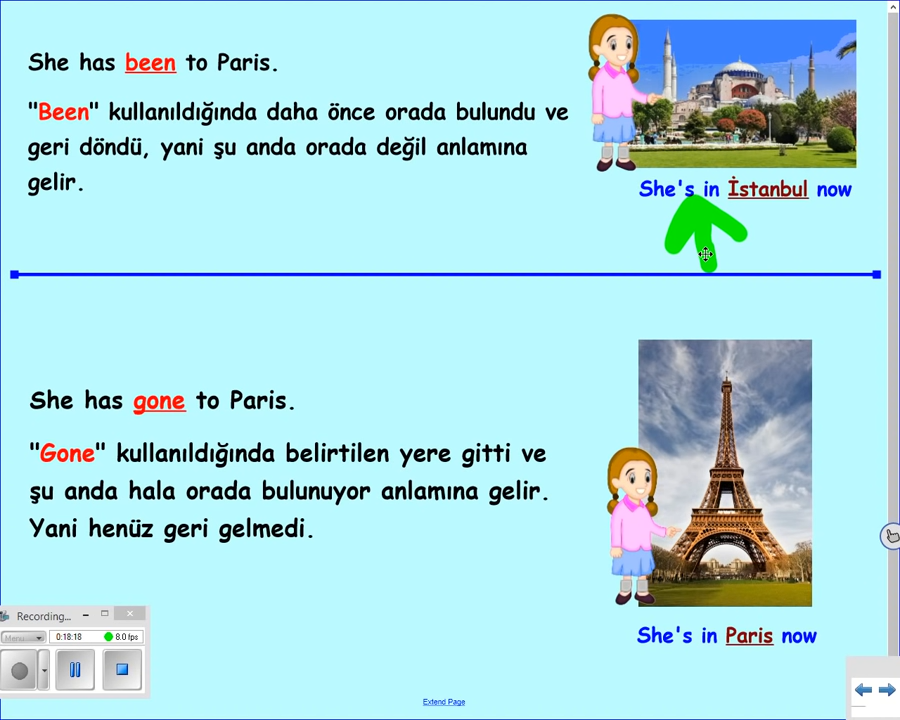 She has been to Paris.
"Been" kullanıldığında daha önce orada bulundu ve
geri döndü, yani şu anda orada değil anlamına
gelir.
She's in İstanbul now
She has gone to Paris.
"Gone" kullanıldığında belirtilen yere gitti ve
şu anda hala orada bulunuyor anlamına gelir.
Yani henüz geri gelmedi.
She's in Paris now
Recording...
Menu
0:18:18
8.0 fps
Extend Page